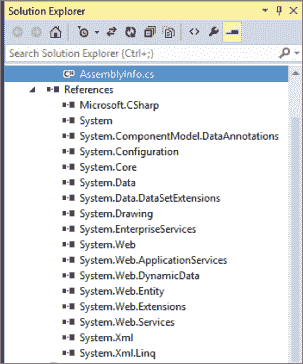 Solution Explorer
Search Solution Explorer (Ctrl+;)
C# AssemblyInfo.cs
References
Microsoft.CSharp
System
System.ComponentModel.DataAnnotations
System.Configuration
System.Core
System.Data
System.Data.DataSetExtensions
System.Drawing
System.EnterpriseServices
System.Web
System.Web.ApplicationServices
System.Web.DynamicData
System.Web.Entity
System.Web.Extensions
System.Web.Services
System.Xml
System.Xml.Linq